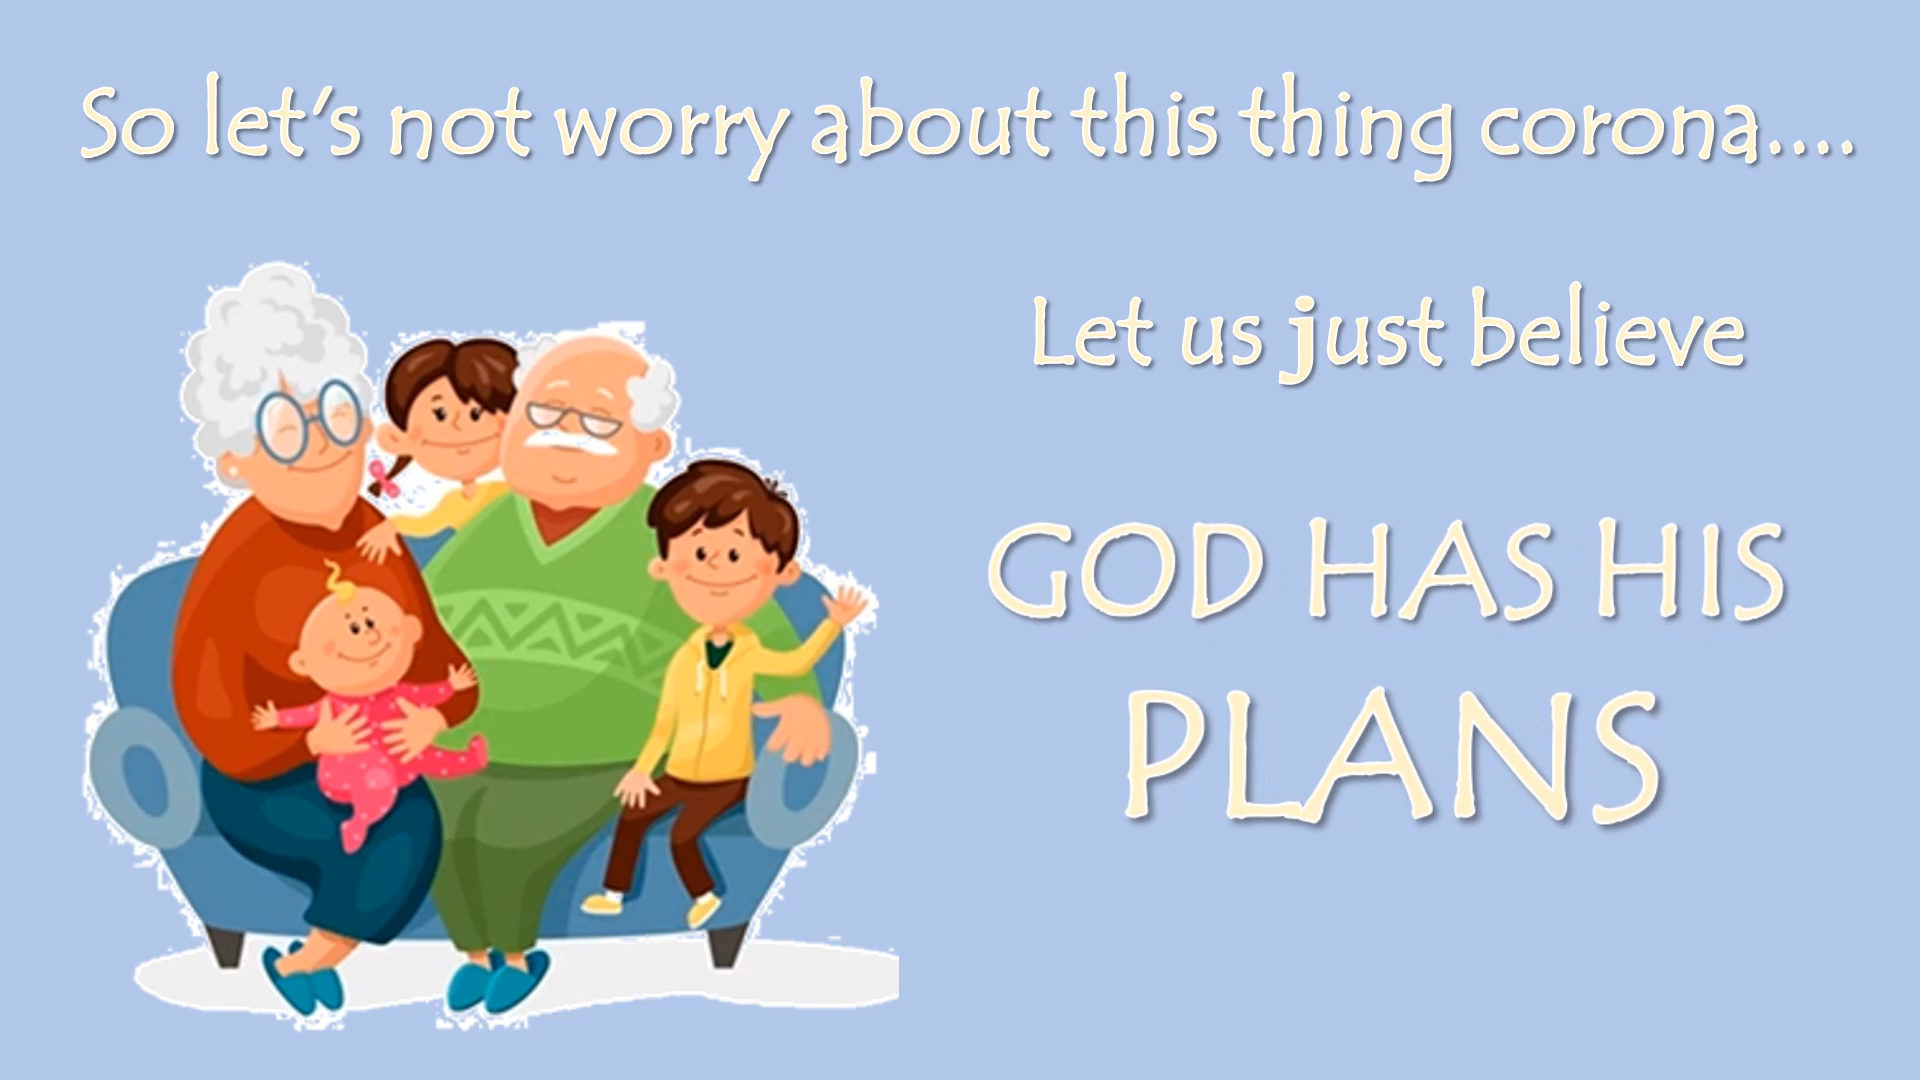 So let's not worry about this thing corona....
Let us just believe
GOD HAS HIS
PLANS